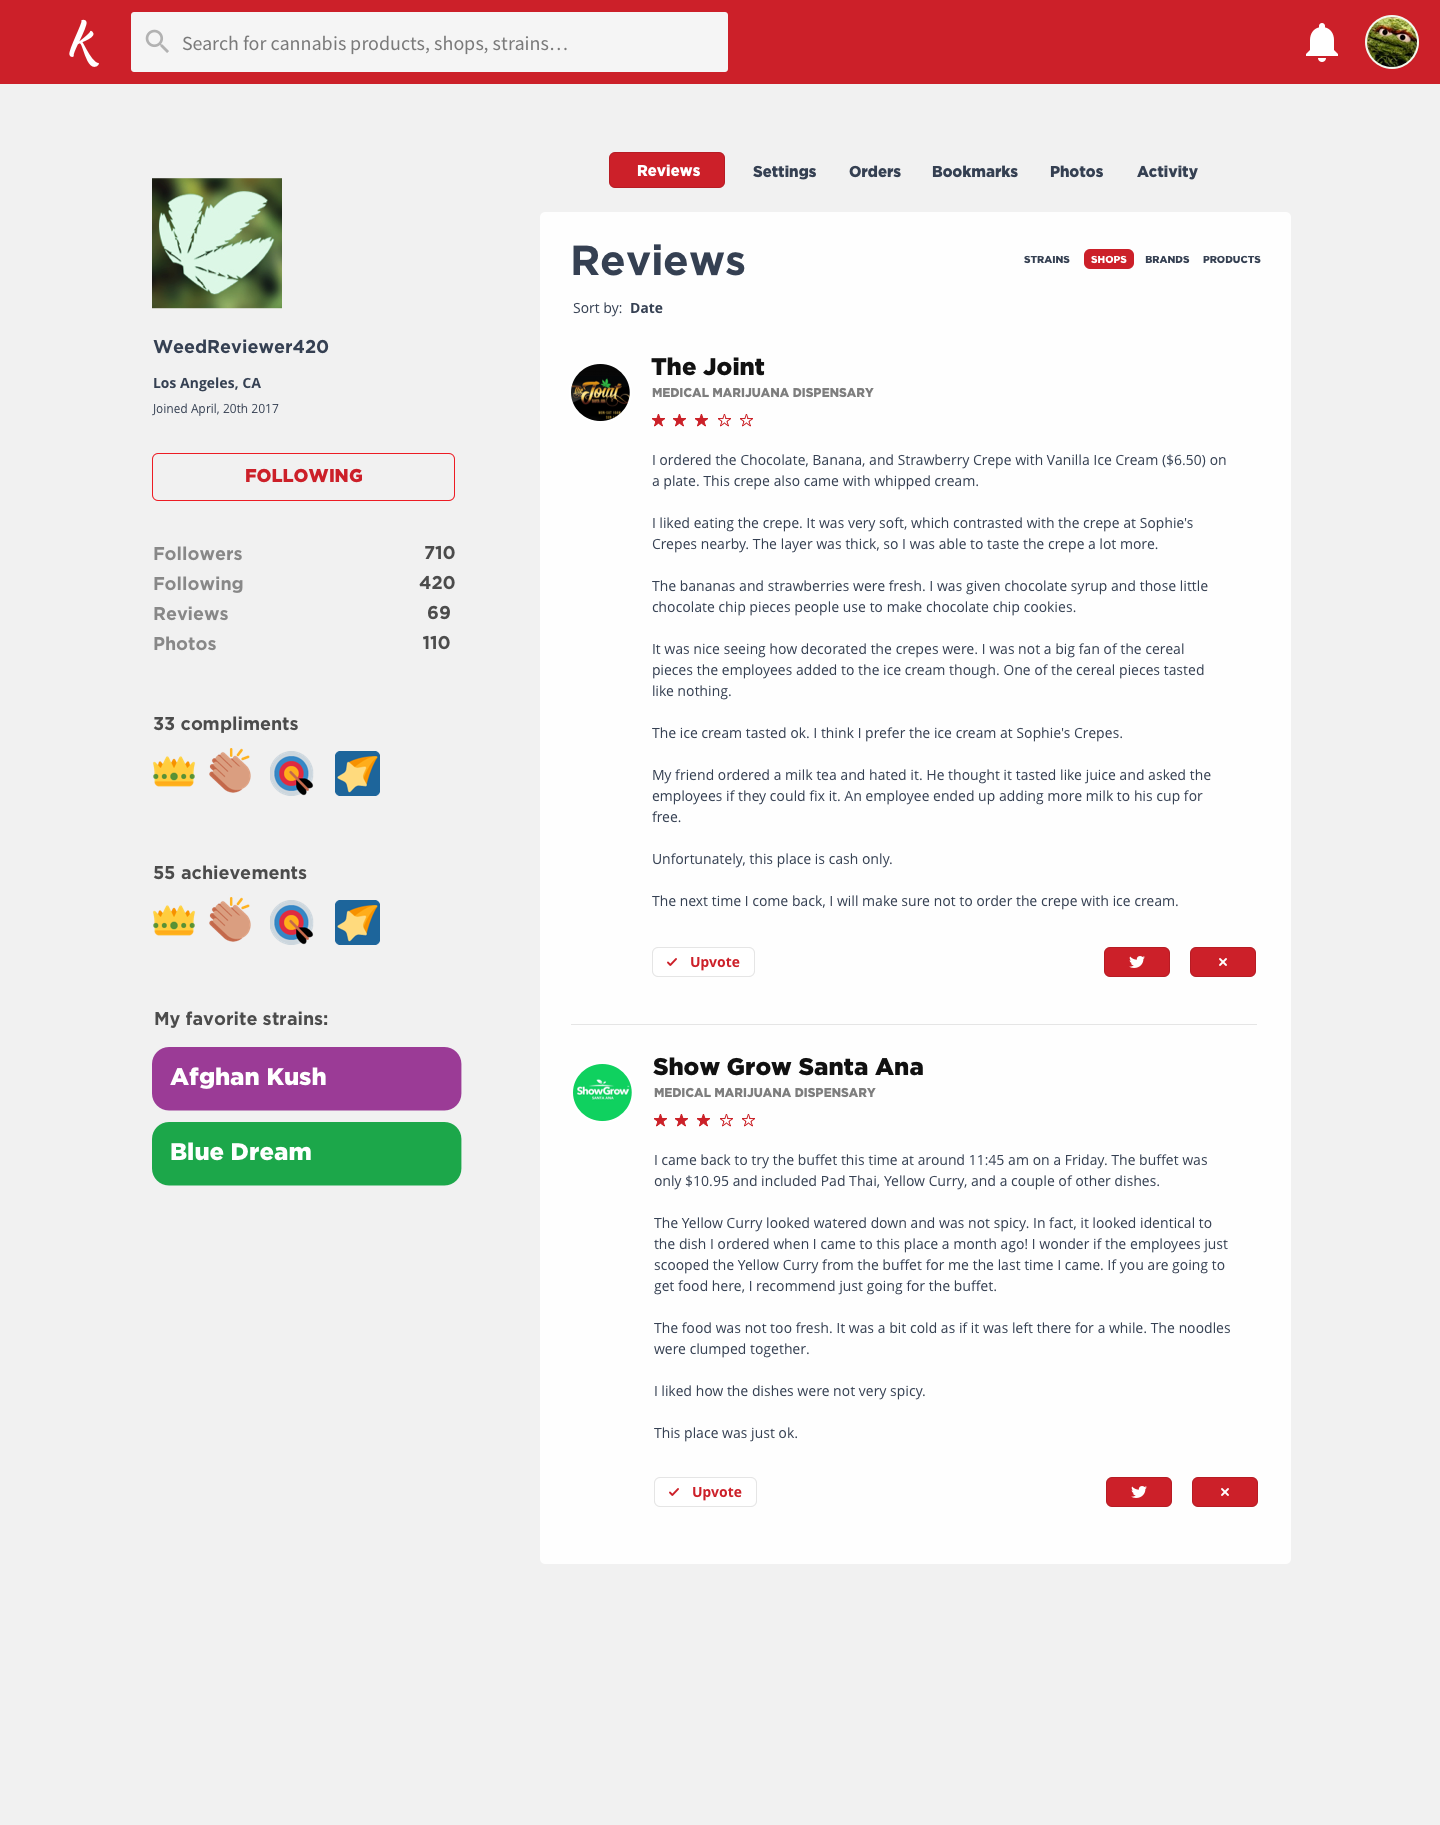 k
Search for cannabis products, shops, strains...
Reviews
Settings
Orders
Bookmarks
Photos
Activity
WeedReviewer420
Los Angeles, CA
Joined April, 20th 2017
FOLLOWING
Followers 710
Following 420
Reviews 69
Photos 110
33 compliments
55 achievements
My favorite strains:
Afghan Kush
Blue Dream
Reviews
STRAINS
SHOPS
BRANDS
PRODUCTS
Sort by: Date
The Joint
MEDICAL MARIJUANA DISPENSARY
I ordered the Chocolate, Banana, and Strawberry Crepe with Vanilla Ice Cream ($6.50) on
a plate. This crepe also came with whipped cream.
I liked eating the crepe. It was very soft, which contrasted with the crepe at Sophie's
Crepes nearby. The layer was thick, so I was able to taste the crepe a lot more.
The bananas and strawberries were fresh. I was given chocolate syrup and those little
chocolate chip pieces people use to make chocolate chip cookies.
It was nice seeing how decorated the crepes were. I was not a big fan of the cereal
pieces the employees added to the ice cream though. One of the cereal pieces tasted
like nothing.
The ice cream tasted ok. I think I prefer the ice cream at Sophie's Crepes.
My friend ordered a milk tea and hated it. He thought it tasted like juice and asked the
employees if they could fix it. An employee ended up adding more milk to his cup for
free.
Unfortunately, this place is cash only.
The next time I come back, I will make sure not to order the crepe with ice cream.
Upvote
ShowGrow
SANTA ANA
Show Grow Santa Ana
MEDICAL MARIJUANA DISPENSARY
I came back to try the buffet this time at around 11:45 am on a Friday. The buffet was
only $10.95 and included Pad Thai, Yellow Curry, and a couple of other dishes.
The Yellow Curry looked watered down and was not spicy. In fact, it looked identical to
the dish I ordered when I came to this place a month ago! I wonder if the employees just
scooped the Yellow Curry from the buffet for me the last time I came. If you are going to
get food here, I recommend just going for the buffet.
The food was not too fresh. It was a bit cold as if it was left there for a while. The noodles
were clumped together.
I liked how the dishes were not very spicy.
This place was just ok.
Upvote